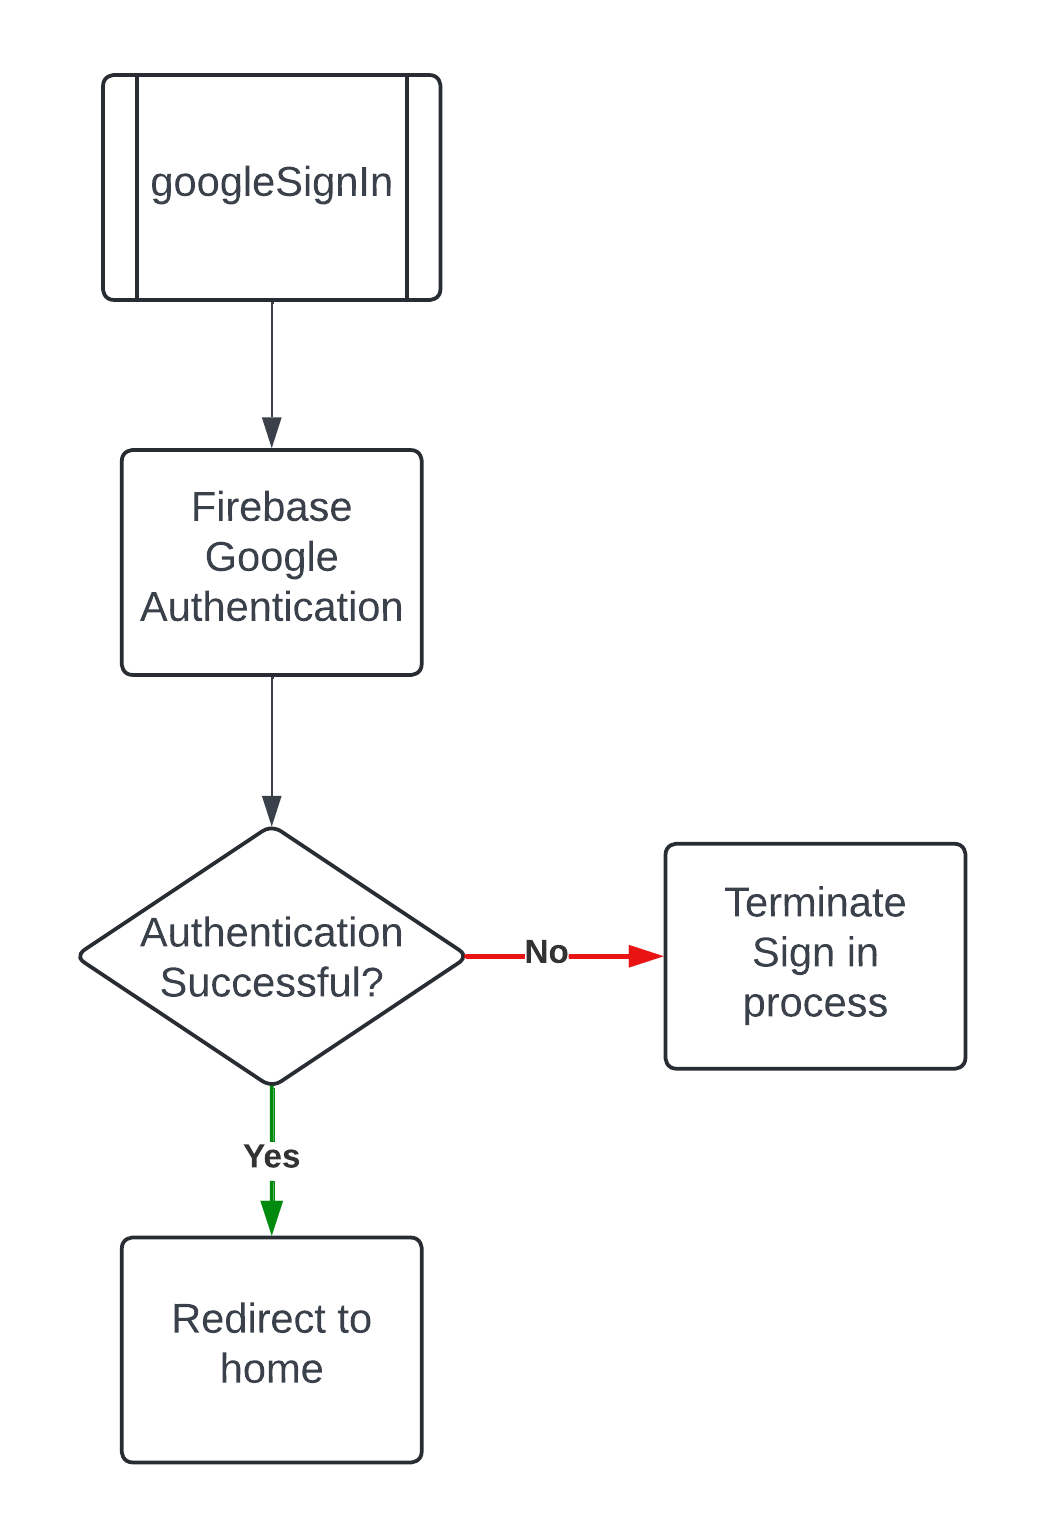 googleSignIn
Firebase
Google
Authentication
Authentication
Successful?
No
Terminate
Sign in
process
Yes
Redirect to
home